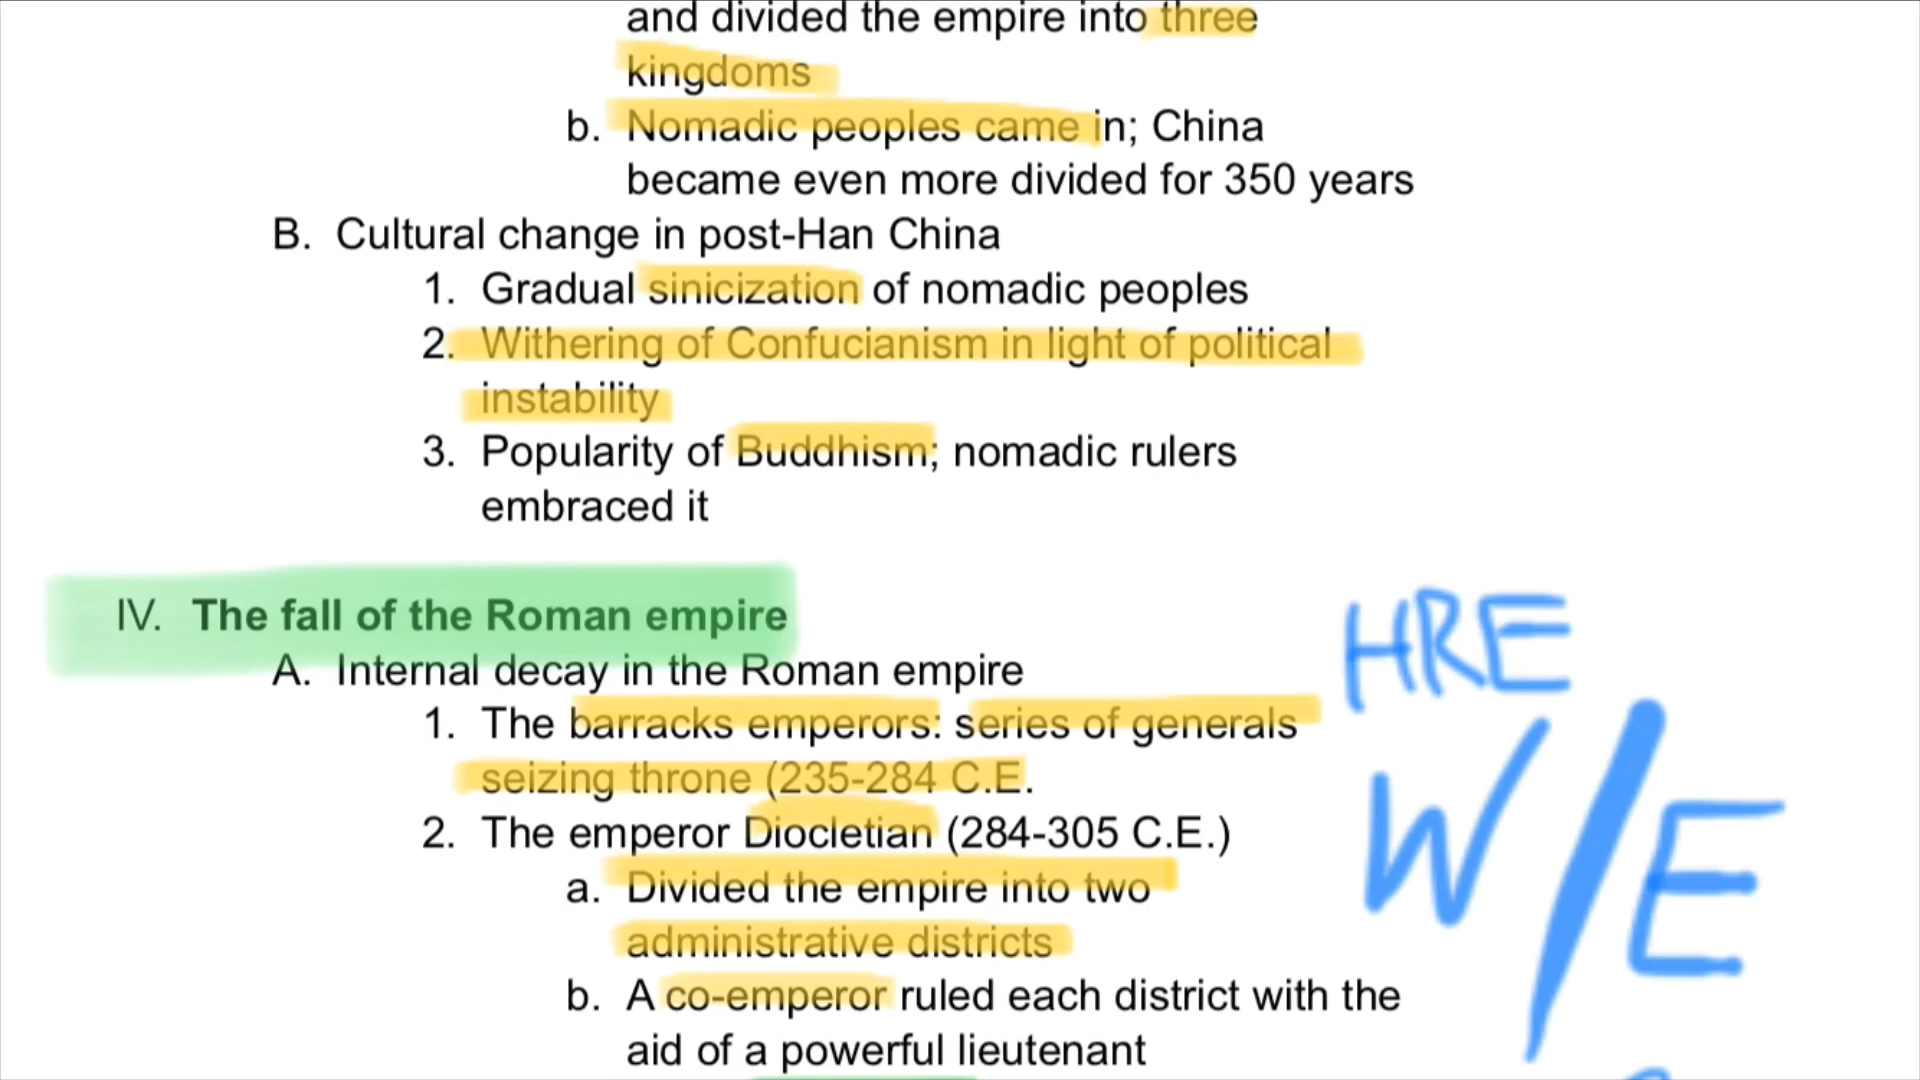 and divided the empire into three
kingdoms
b. Nomadic peoples came in; China
became even more divided for 350 years
B. Cultural change in post-Han China
1. Gradual sinicization of nomadic peoples
2. Withering of Confucianism in light of political
instability
3. Popularity of Buddhism; nomadic rulers
embraced it
IV. The fall of the Roman empire
A. Internal decay in the Roman empire
HRE
1. The barracks emperors: series of generals
seizing throne (235-284 C.E.
2. The emperor Diocletian (284-305 C.E.)
W/E
a. Divided the empire into two
administrative districts
b. A co-emperor ruled each district with the
aid of a powerful lieutenant